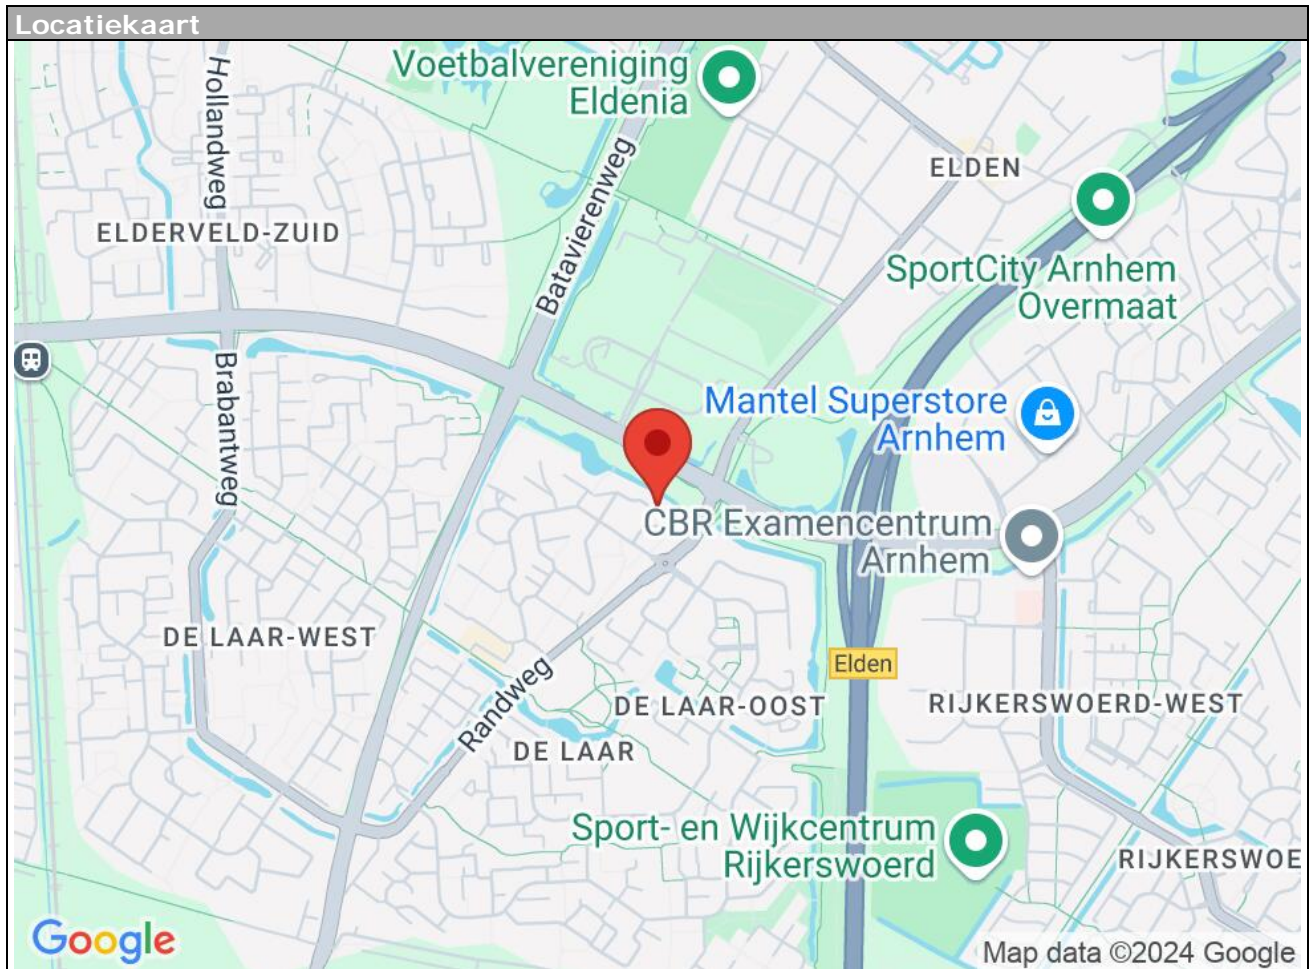 Locatiekaart
Voetbalvereniging
Eldenia
Hollandweg
Batavierenweg
ELDEN
ELDERVELD-ZUID
SportCity Arnhem
Overmaat
Brabantweg
Mantel Superstore
Arnhem
CBR Examencentrum
Arnhem
DE LAAR-WEST
Elden
Randweg
DE LAAR-OOST
RIJKERSWOERD-WEST
DE LAAR
Sport- en Wijkcentrum
Rijkerswoerd
RIJKERSWOE
Google
Map data ©2024 Google